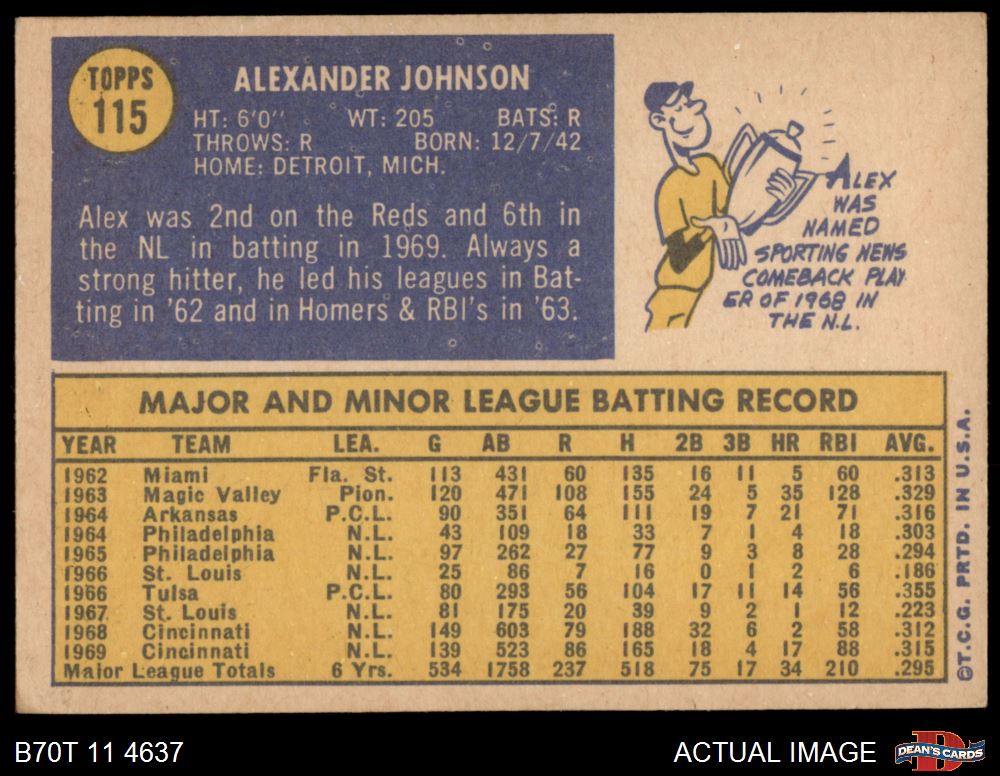 TOPPS
115
ALEXANDER JOHNSON
HT: 6'0" WT: 205 BATS: R
THROWS: R BORN: 12/7/42
HOME: DETROIT, MICH.
Alex was 2nd on the Reds and 6th in
the NL in batting in 1969. Always a
strong hitter, he led his leagues in Bat-
ting in '62 and in Homers & RBI's in '63.
ALEX
WAS
NAMED
SPORTING NEWS
COMEBACK PLAY
ER OF 1968 IN
THE N.L.
MAJOR AND MINOR LEAGUE BATTING RECORD
YEAR TEAM LEA. G AB R H 2B 3B HR RBI AVG.
1962 Miami Fla. St. 113 431 60 135 16 11 5 60 .313
1963 Magic Valley Pion. 120 471 108 155 24 5 35 128 .329
1964 Arkansas P.C.L. 90 351 64 111 19 7 21 71 .316
1964 Philadelphia N.L. 43 109 18 33 7 1 4 18 .303
1965 Philadelphia N.L. 97 262 27 77 9 3 8 28 .294
1966 St. Louis N.L. 25 86 7 16 0 1 2 6 .186
1966 Tulsa P.C.L. 80 293 56 104 17 11 14 56 .355
1967 St. Louis N.L. 81 175 20 39 9 2 1 12 .223
1968 Cincinnati N.L. 149 603 79 188 32 6 2 58 .312
1969 Cincinnati N.L. 139 523 86 165 18 4 17 88 .315
Major League Totals 6 Yrs. 534 1758 237 518 75 17 34 210 .295
©T.C.G. PRTD. IN U.S.A.
B70T 11 4637
ACTUAL IMAGE
DEAN'S CARDS